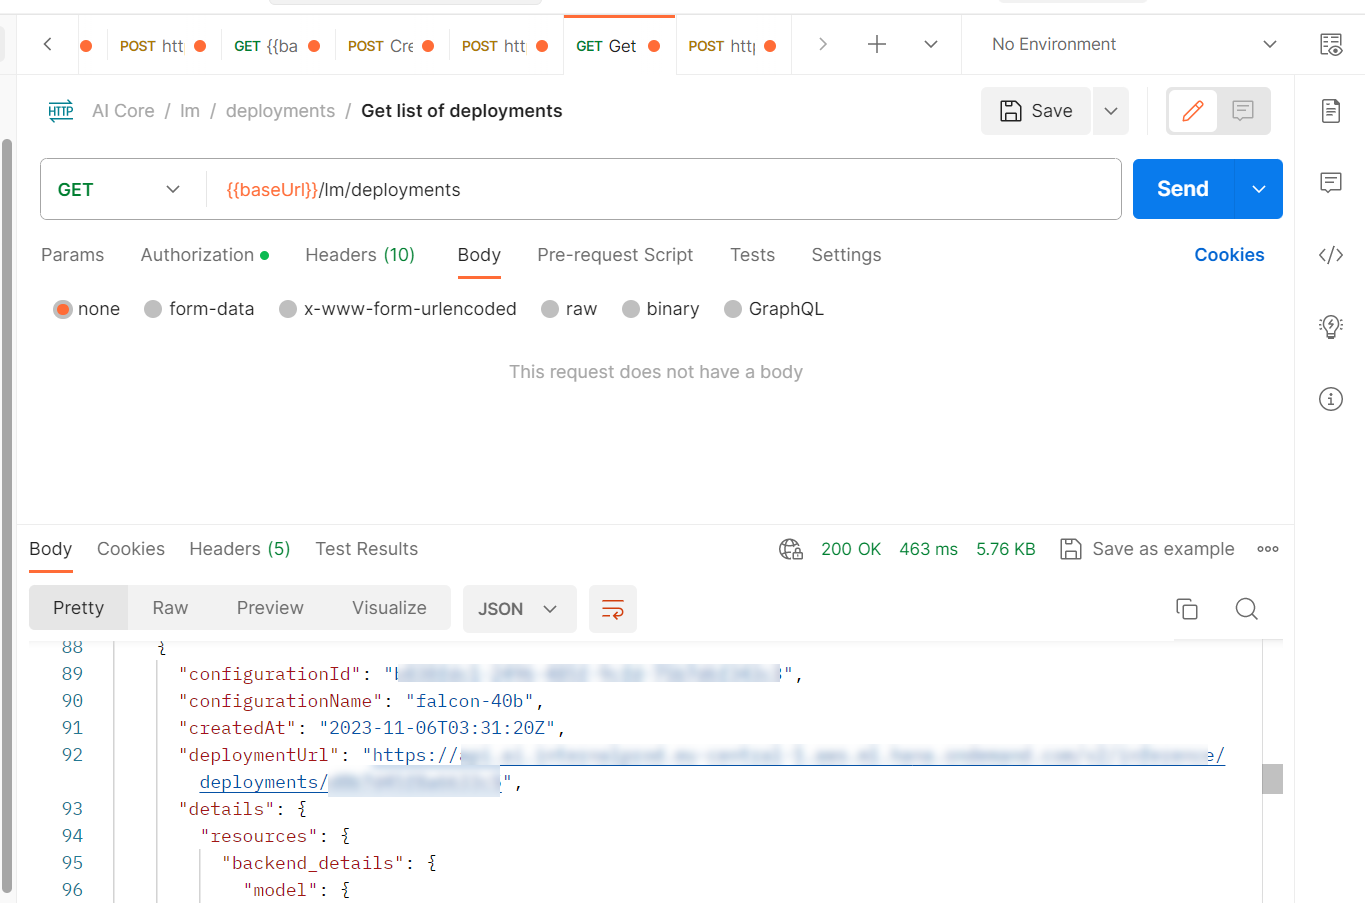 POST htt GET {{ba POST Cre POST htt GET Get POST http No Environment
HTTP AI Core / lm / deployments / Get list of deployments Save
GET {{baseUrl}}/lm/deployments Send
Params Authorization Headers (10) Body Pre-request Script Tests Settings Cookies
none form-data x-www-form-urlencoded raw binary GraphQL
This request does not have a body
Body Cookies Headers (5) Test Results 200 OK 463 ms 5.76 KB Save as example
Pretty Raw Preview Visualize JSON
88 {
89 "configurationId": "",
90 "configurationName": "falcon-40b",
91 "createdAt": "2023-11-06T03:31:20Z",
92 "deploymentUrl": "https:///
deployments/",
93 "details": {
94 "resources": {
95 "backend_details": {
96 "model": {